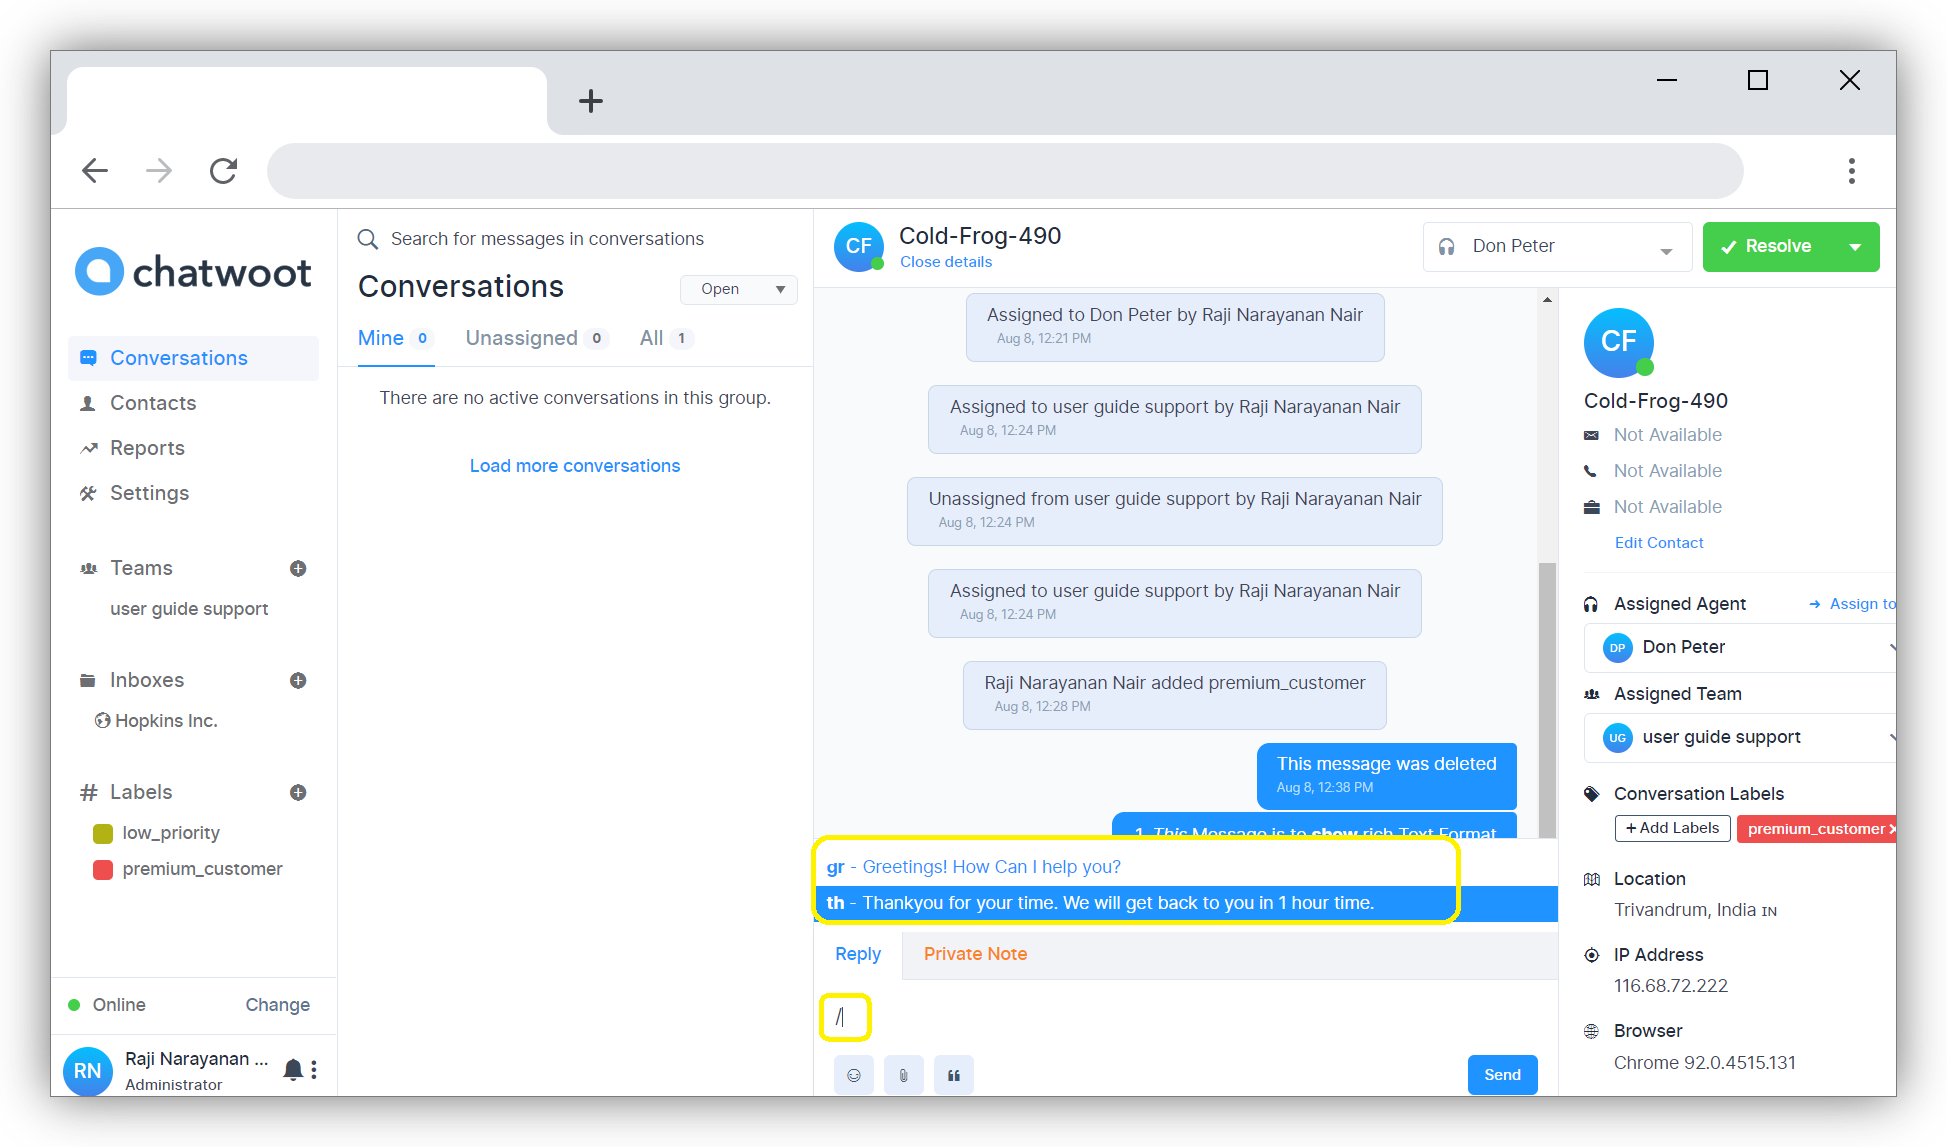 chatwoot
Conversations
Contacts
Reports
Settings
Teams
user guide support
Inboxes
Hopkins Inc.
# Labels
low_priority
premium_customer
Online
Change
RN
Raji Narayanan ...
Administrator
Search for messages in conversations
Conversations
Open
Mine 0
Unassigned 0
All 1
There are no active conversations in this group.
Load more conversations
CF
Cold-Frog-490
Close details
Don Peter
Resolve
Assigned to Don Peter by Raji Narayanan Nair
Aug 8, 12:21 PM
Assigned to user guide support by Raji Narayanan Nair
Aug 8, 12:24 PM
Unassigned from user guide support by Raji Narayanan Nair
Aug 8, 12:24 PM
Assigned to user guide support by Raji Narayanan Nair
Aug 8, 12:24 PM
Raji Narayanan Nair added premium_customer
Aug 8, 12:28 PM
This message was deleted
Aug 8, 12:38 PM
1. This Message is to show rich Text Format
gr - Greetings! How Can I help you?
th - Thankyou for your time. We will get back to you in 1 hour time.
Reply
Private Note
/
Send
CF
Cold-Frog-490
Not Available
Not Available
Not Available
Edit Contact
Assigned Agent
Assign to
DP Don Peter
Assigned Team
UG user guide support
Conversation Labels
+ Add Labels
premium_customer
Location
Trivandrum, India IN
IP Address
116.68.72.222
Browser
Chrome 92.0.4515.131